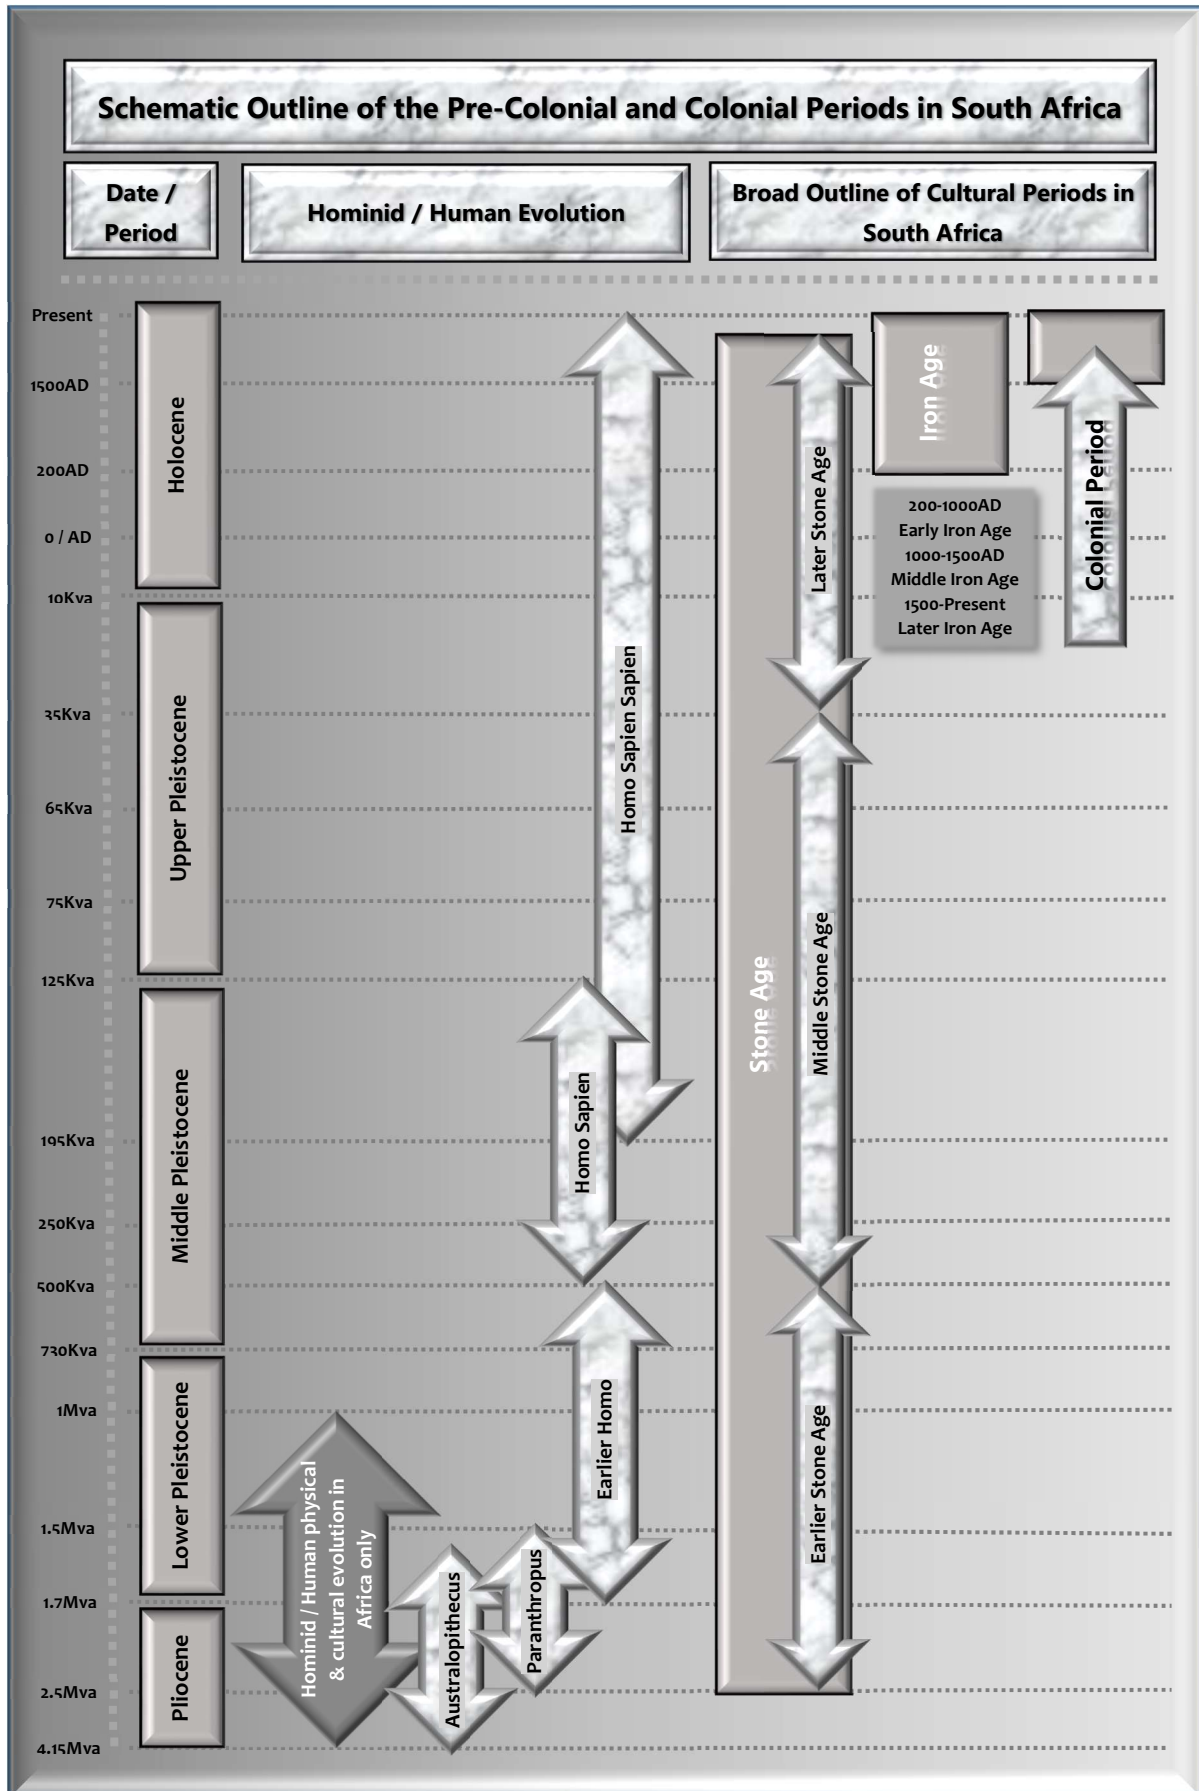 Schematic Outline of the Pre-Colonial and Colonial Periods in South Africa
Date /
Period
Hominid / Human Evolution
Broad Outline of Cultural Periods in
South Africa
Present
1500AD
200AD
0 / AD
10Kya
35Kya
65Kya
75Kya
125Kya
195Kya
250Kya
500Kya
730Kya
1Mya
1.5Mya
1.7Mya
2.5Mya
4.15Mya
Holocene
Upper Pleistocene
Middle Pleistocene
Lower Pleistocene
Pliocene
Hominid / Human physical
& cultural evolution in
Africa only
Australopithecus
Paranthropus
Earlier Homo
Homo Sapien
Homo Sapien Sapien
Stone Age
Later Stone Age
Middle Stone Age
Earlier Stone Age
Iron Age
200-1000AD
Early Iron Age
1000-1500AD
Middle Iron Age
1500-Present
Later Iron Age
Colonial Period